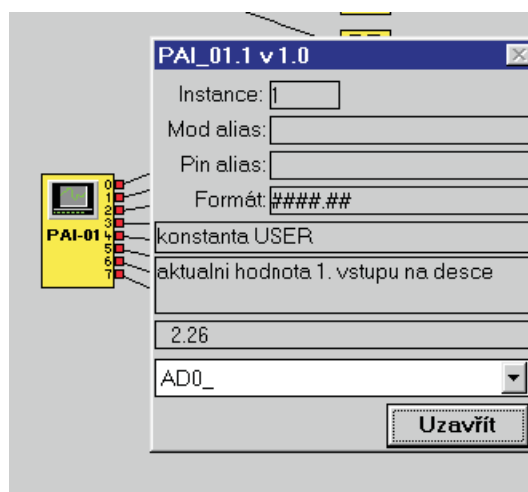 PAI_01.1 v 1.0
Instance: 1
Mod alias:
Pin alias:
Formát: ####.##
konstanta USER
aktualni hodnota 1. vstupu na desce
2.26
AD0_
Uzavřít
PAI-01
0
1
2
3
4
5
6
7